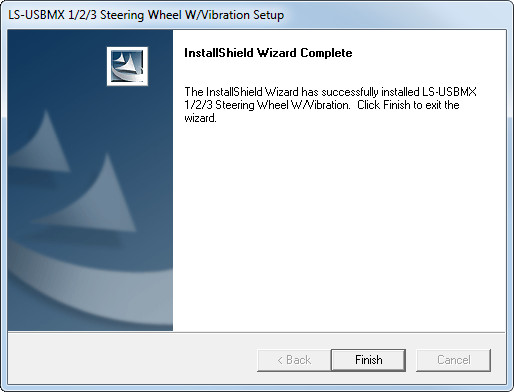 LS-USBMX 1/2/3 Steering Wheel W/Vibration Setup
InstallShield Wizard Complete
The InstallShield Wizard has successfully installed LS-USBMX
1/2/3 Steering Wheel W/Vibration.  Click Finish to exit the
wizard.
< Back
Finish
Cancel